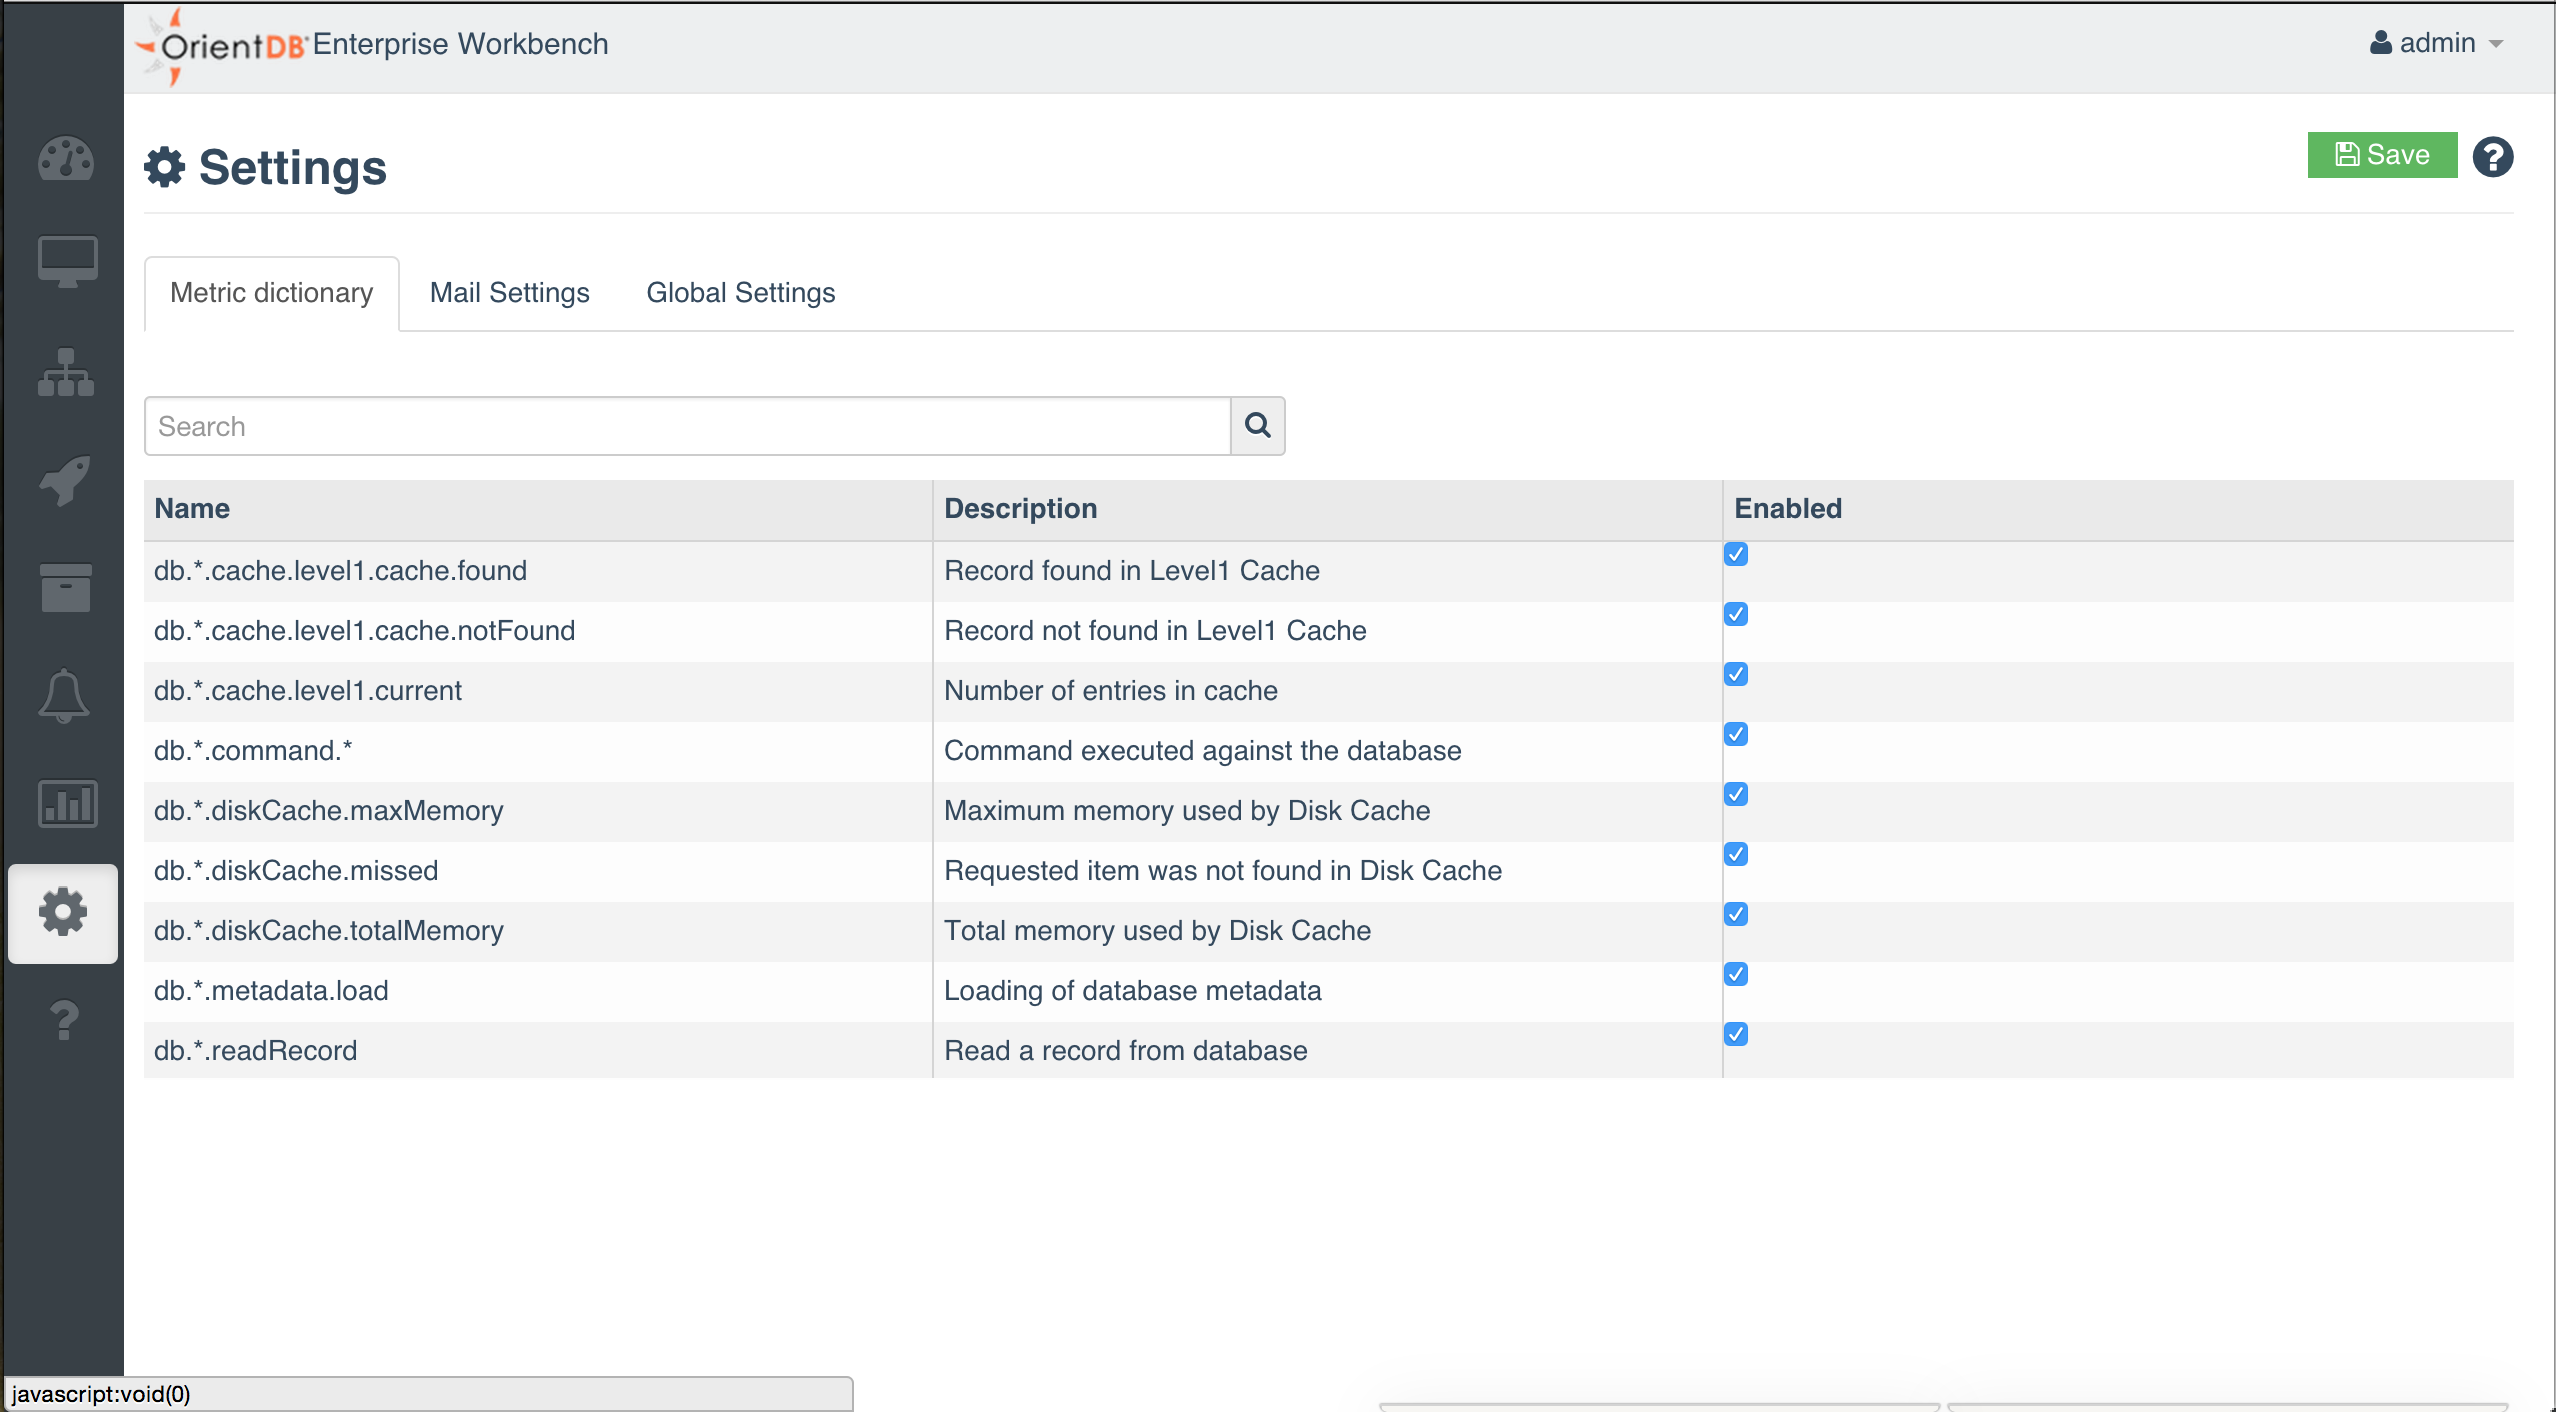 OrientDB Enterprise Workbench
admin
Settings
Save
Metric dictionary
Mail Settings
Global Settings
Search
Name Description Enabled
db.*.cache.level1.cache.found Record found in Level1 Cache
db.*.cache.level1.cache.notFound Record not found in Level1 Cache
db.*.cache.level1.current Number of entries in cache
db.*.command.* Command executed against the database
db.*.diskCache.maxMemory Maximum memory used by Disk Cache
db.*.diskCache.missed Requested item was not found in Disk Cache
db.*.diskCache.totalMemory Total memory used by Disk Cache
db.*.metadata.load Loading of database metadata
db.*.readRecord Read a record from database
javascript:void(0)